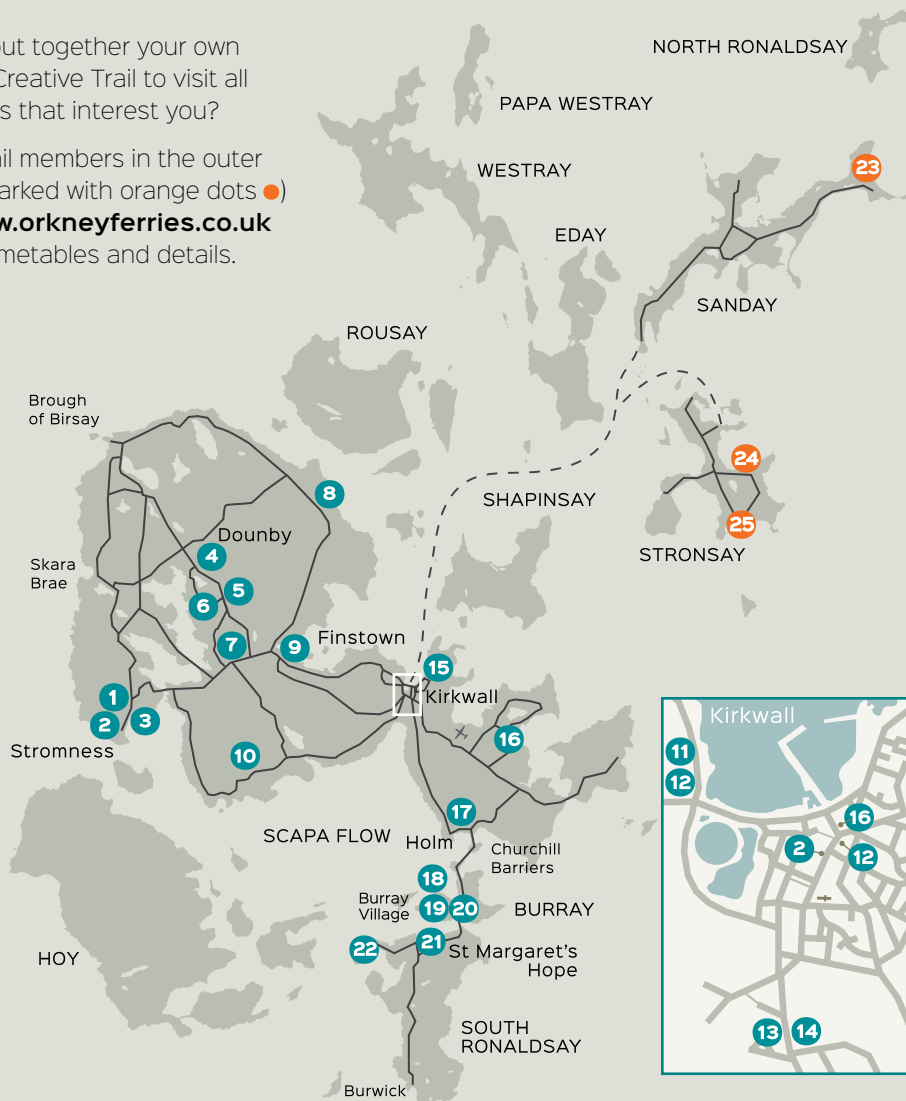 put together your own
Creative Trail to visit all
s that interest you?
ail members in the outer
arked with orange dots ●)
w.orkneyferries.co.uk
metables and details.
NORTH RONALDSAY
PAPA WESTRAY
WESTRAY
23
EDAY
SANDAY
ROUSAY
Brough
of Birsay
24
8
SHAPINSAY
25
Dounby
STRONSAY
4
Skara
Brae
5
6
Finstown
7
9
15
1
Kirkwall
2
3
Stromness
16
10
17
SCAPA FLOW
Holm
Churchill
Barriers
18
Burray
Village
19
20
BURRAY
21
22
St Margaret's
Hope
HOY
SOUTH
RONALDSAY
Burwick
Kirkwall
11
12
16
2
12
13
14